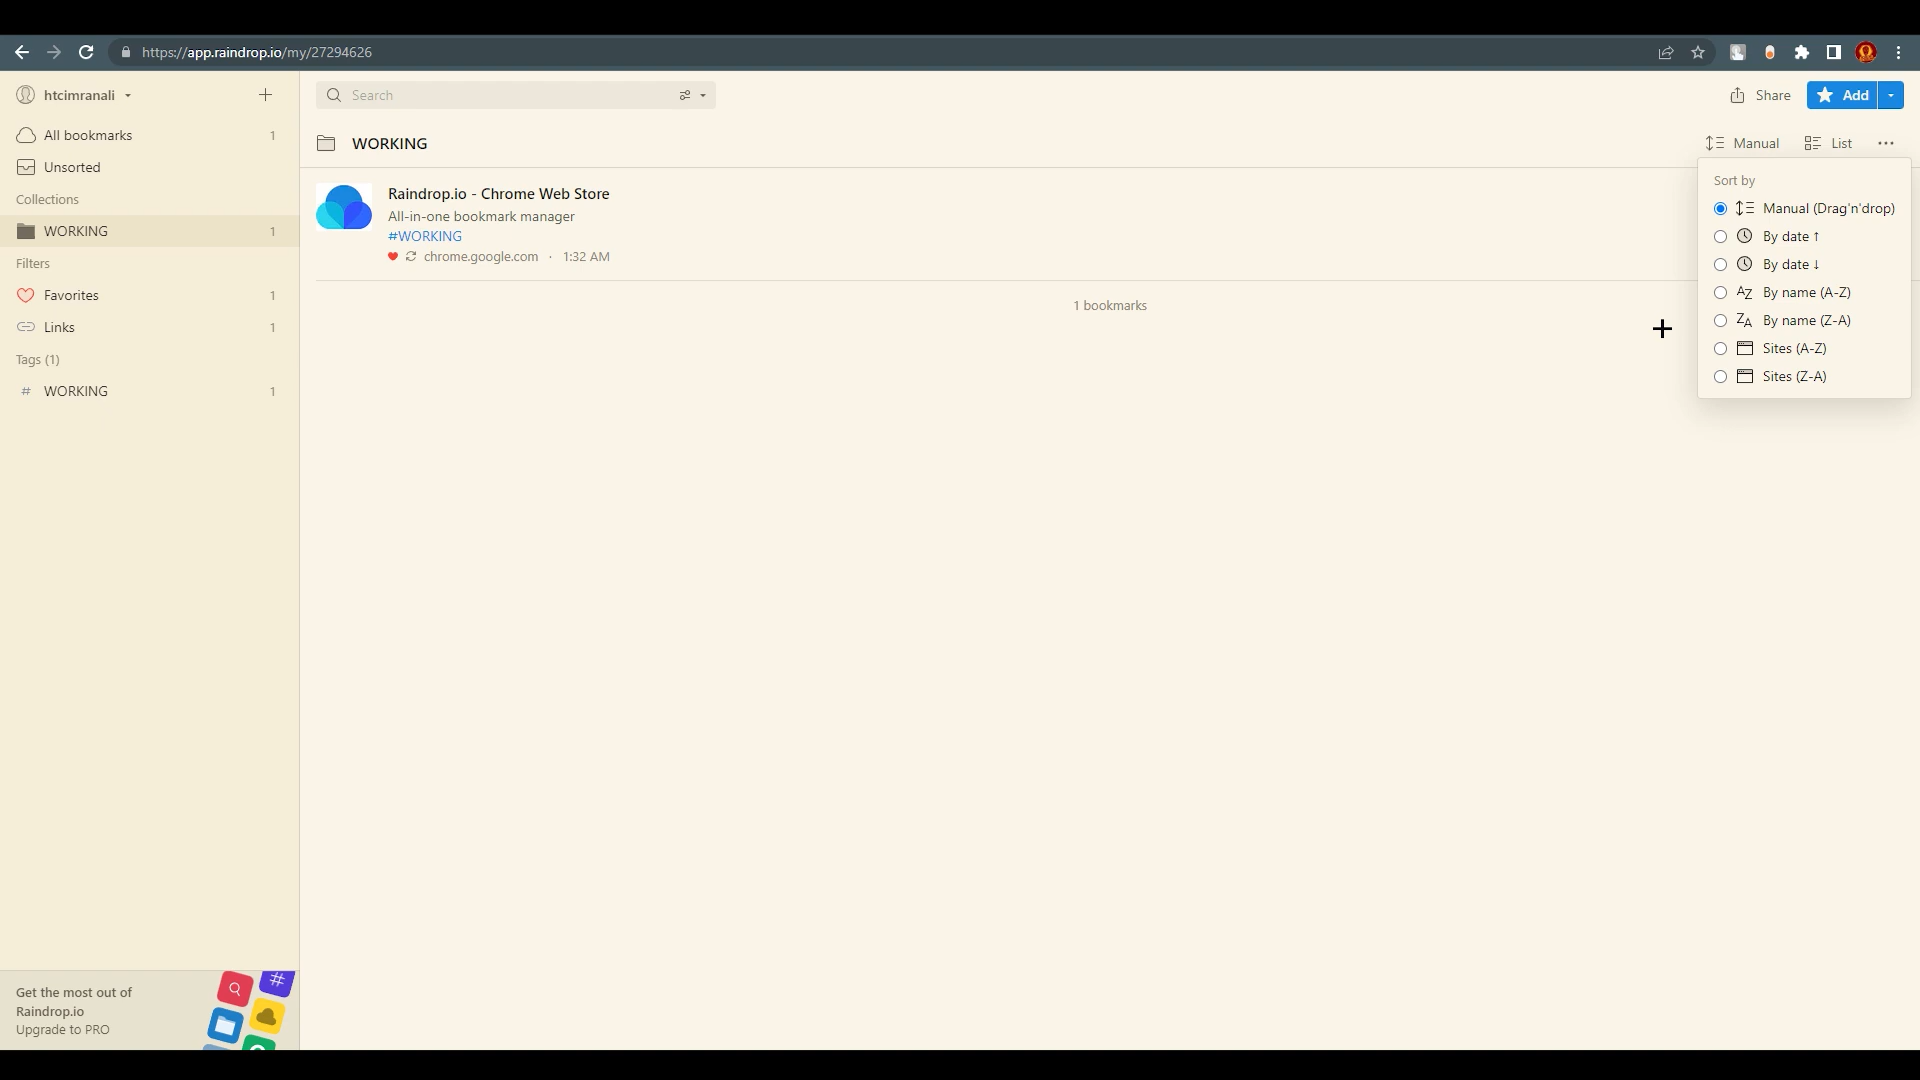 https://app.raindrop.io/my/27294626
htcimranali
Search
Share
Add
All bookmarks 1
WORKING
Manual
List
Unsorted
Collections
WORKING 1
Filters
Favorites 1
Links 1
Tags (1)
# WORKING 1
Raindrop.io - Chrome Web Store
All-in-one bookmark manager
#WORKING
chrome.google.com · 1:32 AM
1 bookmarks
Sort by
Manual (Drag'n'drop)
By date ↑
By date ↓
AZ By name (A-Z)
ZA By name (Z-A)
Sites (A-Z)
Sites (Z-A)
Get the most out of
Raindrop.io
Upgrade to PRO
#